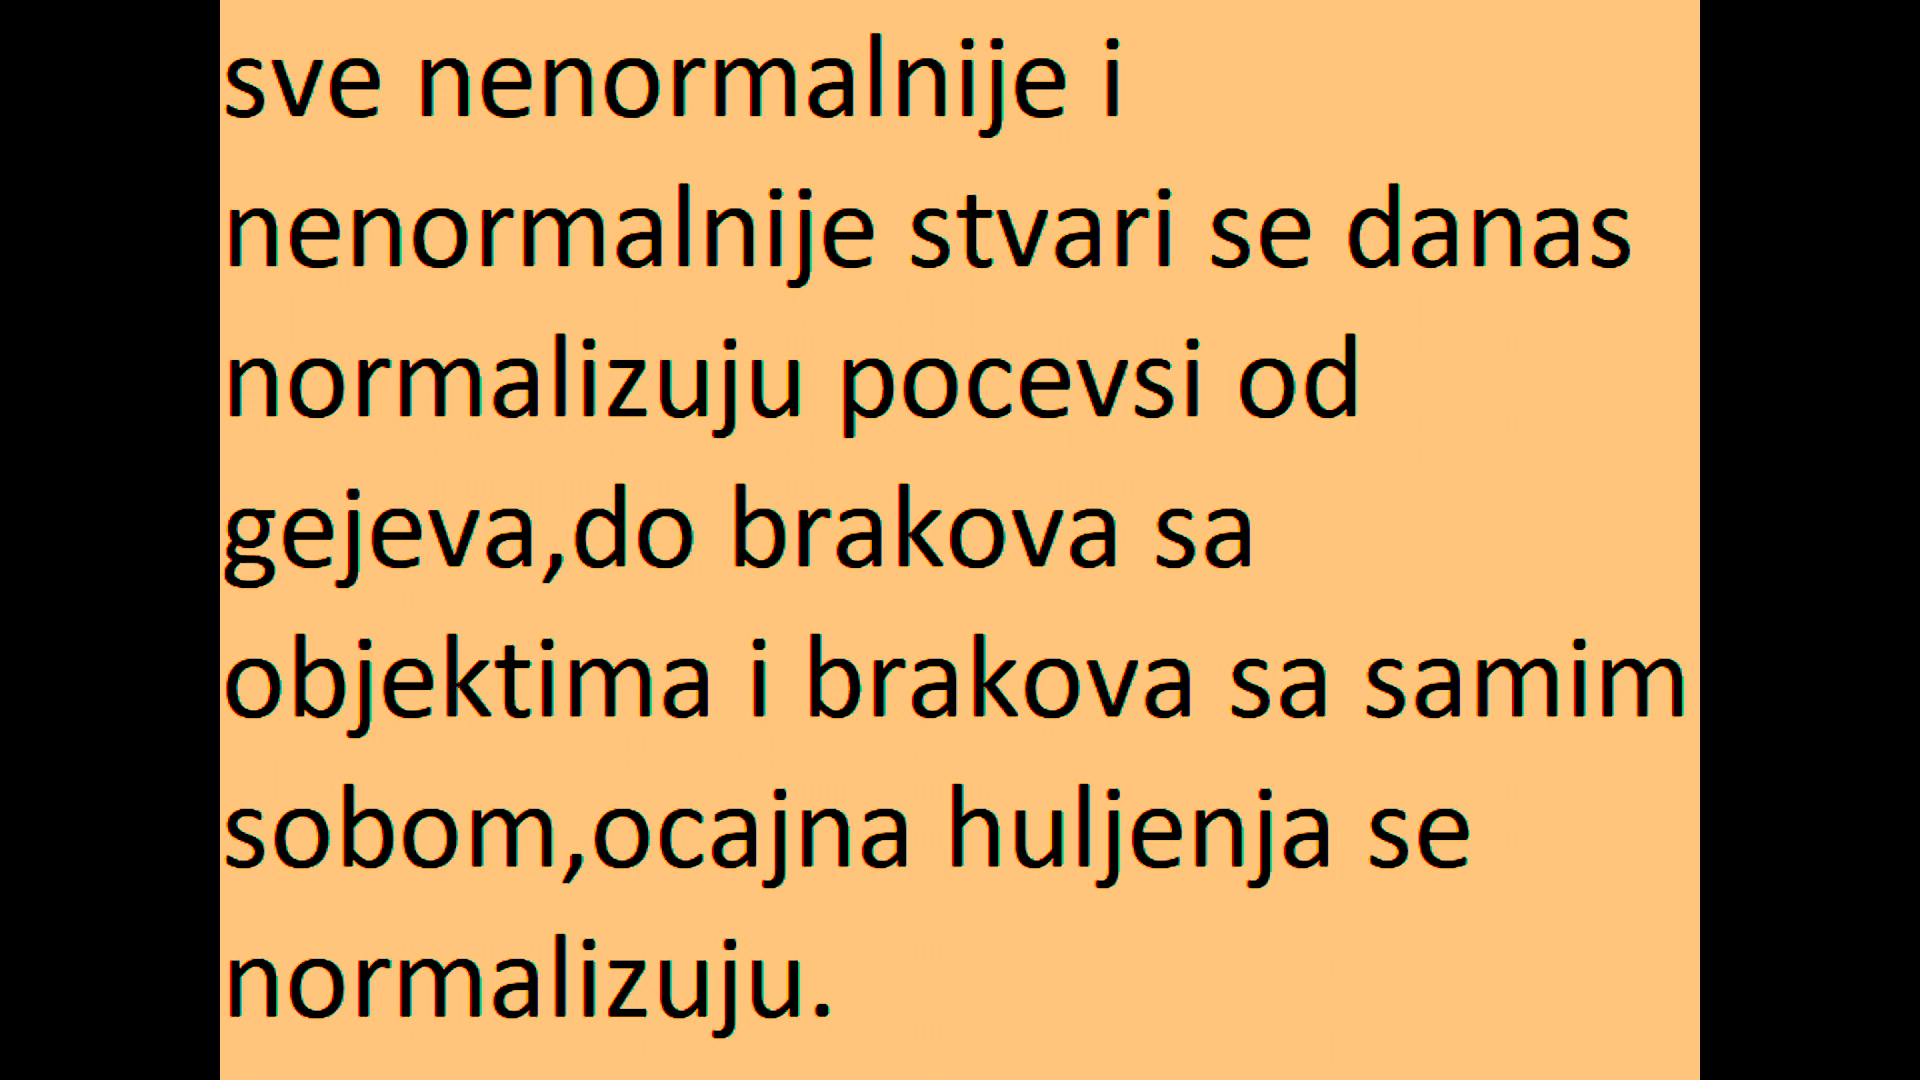 sve nenormalnije i
nenormalnije stvari se danas
normalizuju pocevsi od
gejeva,do brakova sa
objektima i brakova sa samim
sobom,ocajna huljenja se
normalizuju.